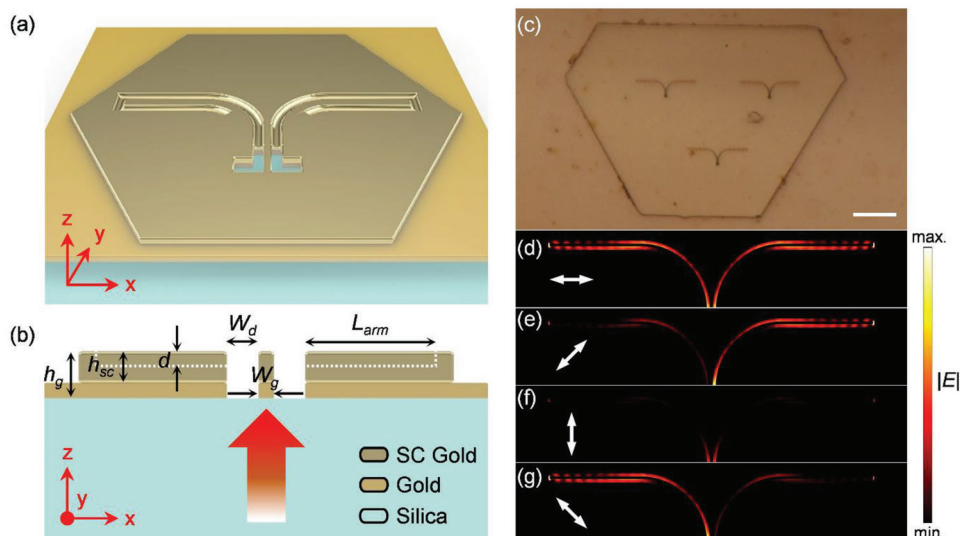 (a)
z
y
x
(b)
W_d
L_arm
h_g
h_sc
d
W_g
z
y
x
SC Gold
Gold
Silica
(c)
(d)
(e)
(f)
(g)
max.
|E|
min.